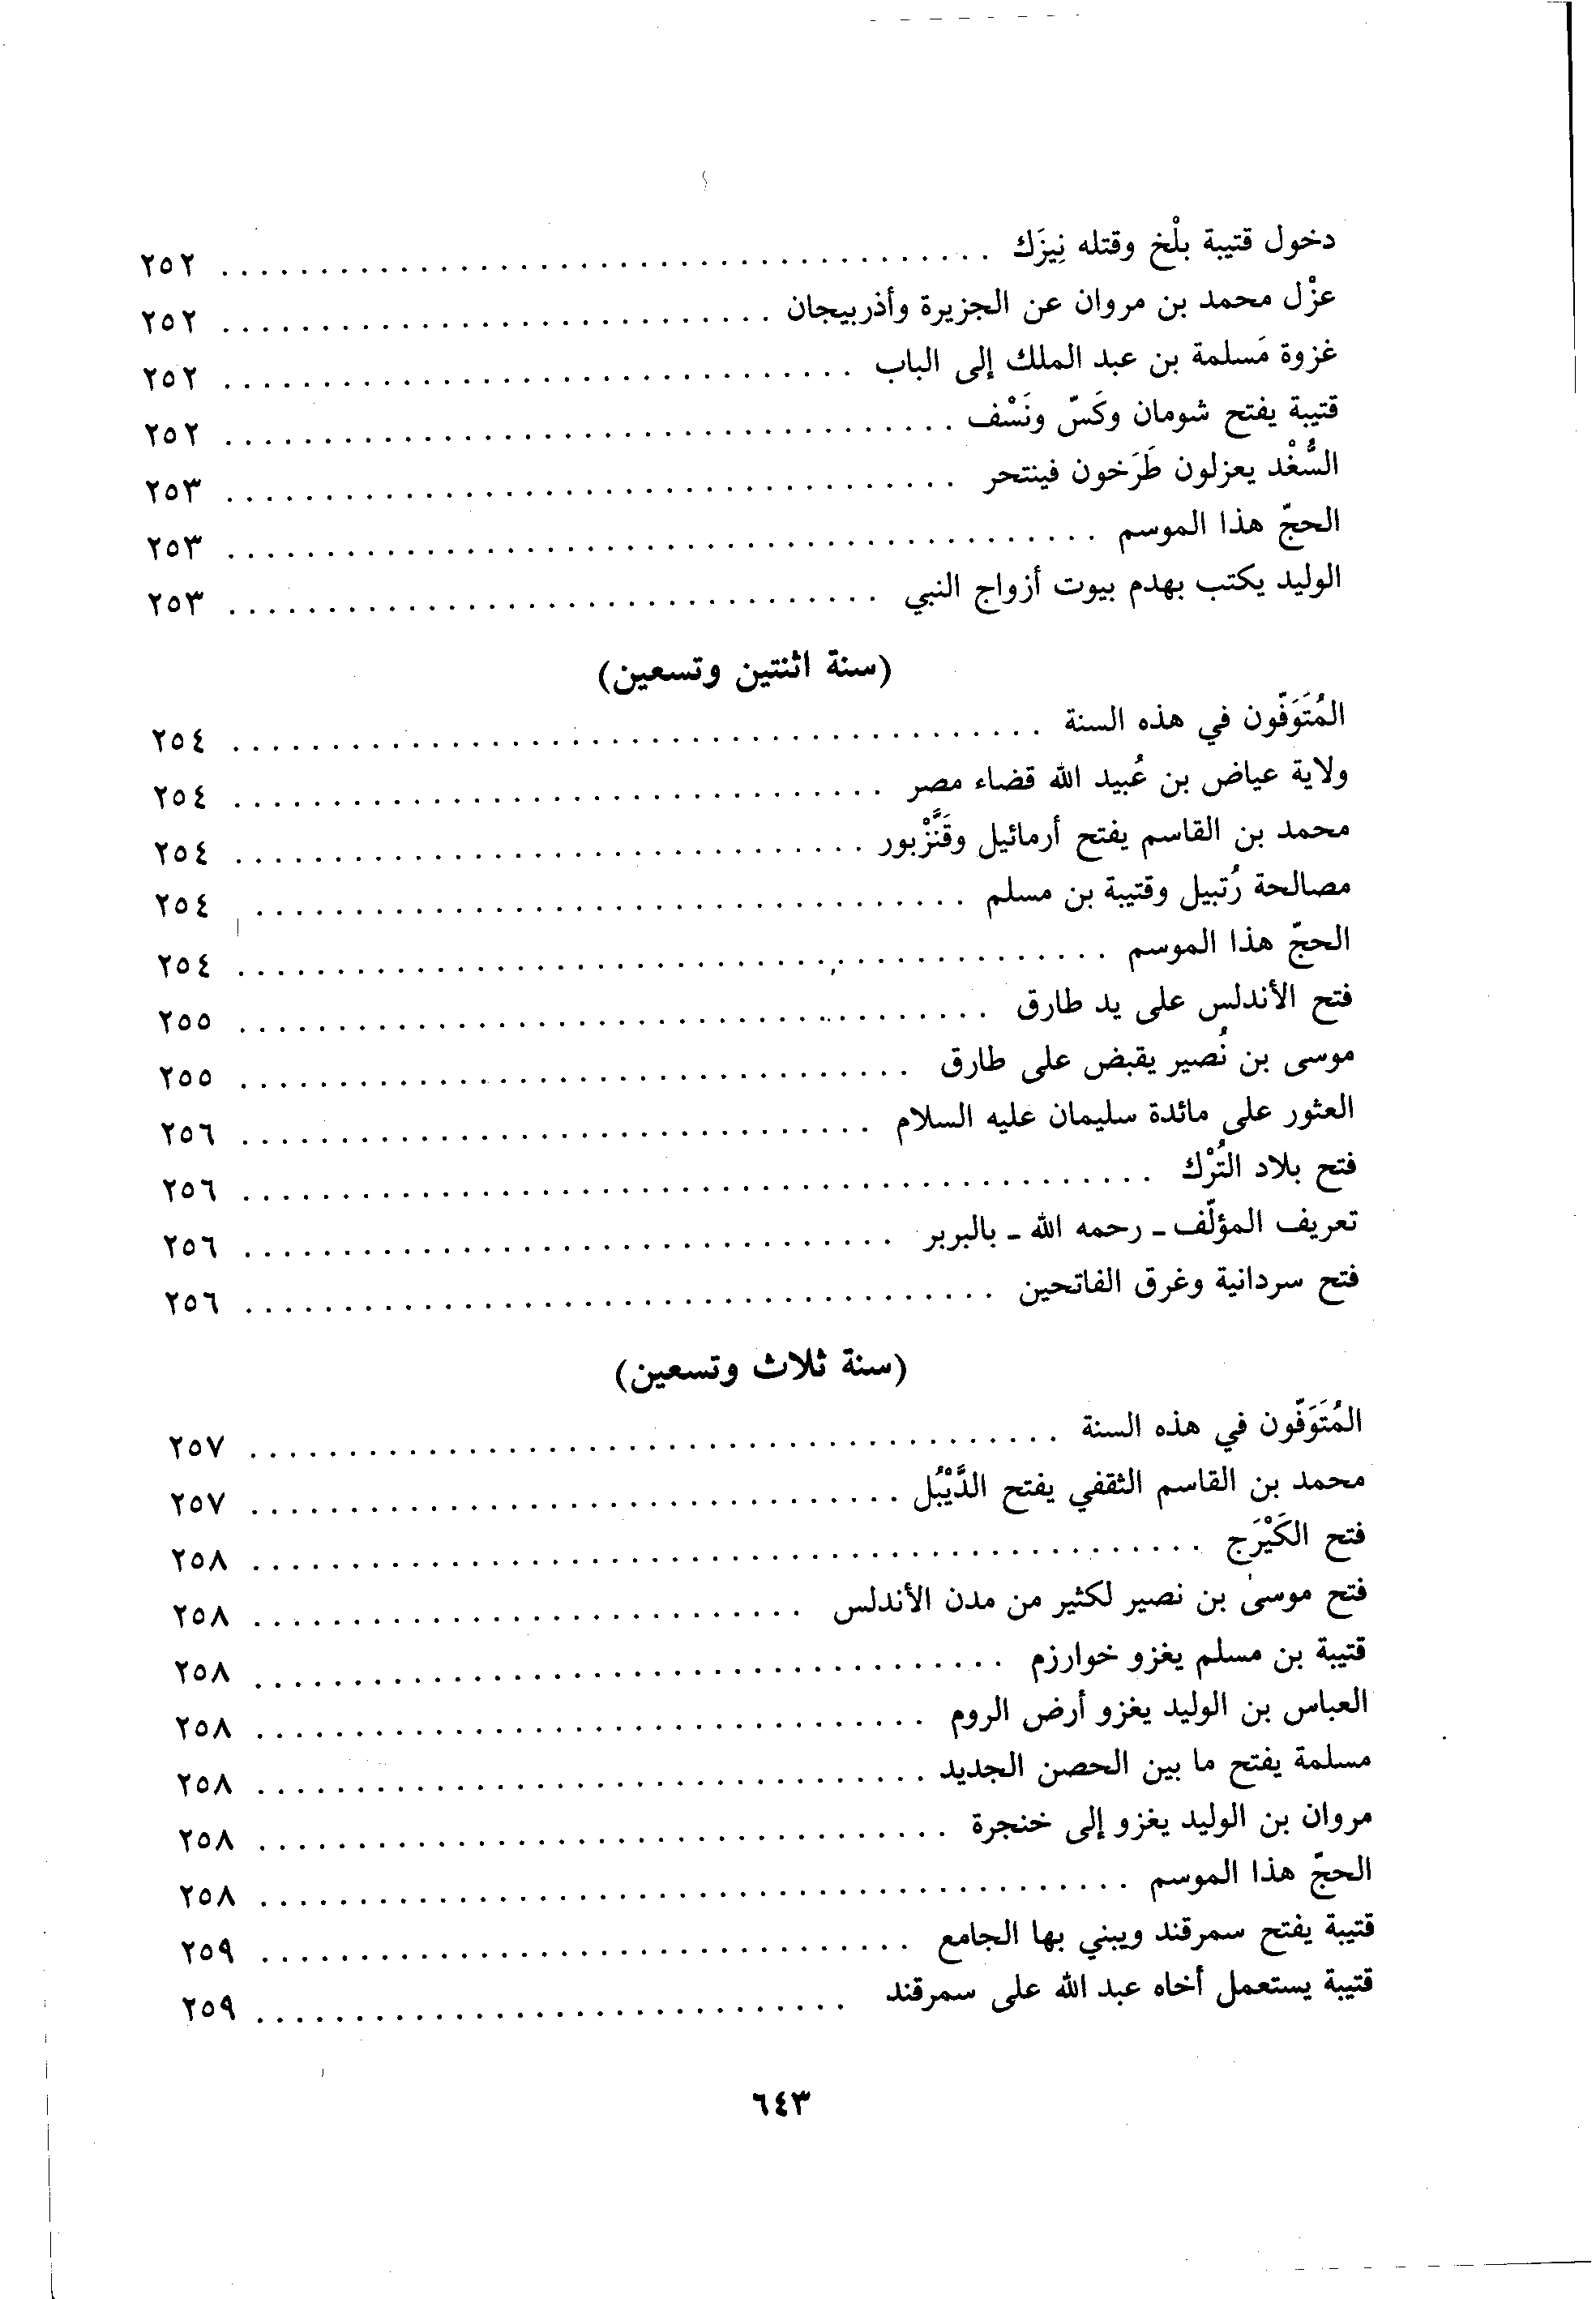 دخول قتيبة بلْخ وقتله نِيزَك . . . . . . . . . . . . . . . . . . . . ٢٥٢
عزْل محمد بن مروان عن الجزيرة وأذربيجان . . . . . . . . . . . . . . . . . . . . ٢٥٢
غزوة مَسلمة بن عبد الملك إلى الباب . . . . . . . . . . . . . . . . . . . . ٢٥٢
قتيبة يفتح شومان وكَسّ ونَسْف . . . . . . . . . . . . . . . . . . . . ٢٥٢
السُّغْد يعزلون طَرَخون فينتحر . . . . . . . . . . . . . . . . . . . . ٢٥٣
الحجّ هذا الموسم . . . . . . . . . . . . . . . . . . . . ٢٥٣
الوليد يكتب بهدم بيوت أزواج النبي . . . . . . . . . . . . . . . . . . . . ٢٥٣
(سنة اثنتين وتسعين)
المُتَوَفّون في هذه السنة . . . . . . . . . . . . . . . . . . . . ٢٥٤
ولاية عياض بن عُبيد الله قضاء مصر . . . . . . . . . . . . . . . . . . . . ٢٥٤
محمد بن القاسم يفتح أرمائيل وقَنَّزْبور . . . . . . . . . . . . . . . . . . . . ٢٥٤
مصالحة رُتبيل وقتيبة بن مسلم . . . . . . . . . . . . . . . . . . . . ٢٥٤
الحجّ هذا الموسم . . . . . . . . . . . . . . . . . . . . ٢٥٤
فتح الأندلس على يد طارق . . . . . . . . . . . . . . . . . . . . ٢٥٥
موسى بن نُصير يقبض على طارق . . . . . . . . . . . . . . . . . . . . ٢٥٥
العثور على مائدة سليمان عليه السلام . . . . . . . . . . . . . . . . . . . . ٢٥٦
فتح بلاد التُرْك . . . . . . . . . . . . . . . . . . . . ٢٥٦
تعريف المؤلّف ـ رحمه الله ـ بالبربر . . . . . . . . . . . . . . . . . . . . ٢٥٦
فتح سردانية وغرق الفاتحين . . . . . . . . . . . . . . . . . . . . ٢٥٦
(سنة ثلاث وتسعين)
المُتَوَفّون في هذه السنة . . . . . . . . . . . . . . . . . . . . ٢٥٧
محمد بن القاسم الثقفي يفتح الدَّيْبُل . . . . . . . . . . . . . . . . . . . . ٢٥٧
فتح الكَيْرَج . . . . . . . . . . . . . . . . . . . . ٢٥٨
فتح موسى بن نصير لكثير من مدن الأندلس . . . . . . . . . . . . . . . . . . . . ٢٥٨
قتيبة بن مسلم يغزو خوارزم . . . . . . . . . . . . . . . . . . . . ٢٥٨
العباس بن الوليد يغزو أرض الروم . . . . . . . . . . . . . . . . . . . . ٢٥٨
مسلمة يفتح ما بين الحصن الجديد . . . . . . . . . . . . . . . . . . . . ٢٥٨
مروان بن الوليد يغزو إلى خنجرة . . . . . . . . . . . . . . . . . . . . ٢٥٨
الحجّ هذا الموسم . . . . . . . . . . . . . . . . . . . . ٢٥٨
قتيبة يفتح سمرقند ويبني بها الجامع . . . . . . . . . . . . . . . . . . . . ٢٥٩
قتيبة يستعمل أخاه عبد الله على سمرقند . . . . . . . . . . . . . . . . . . . . ٢٥٩
٦٤٣